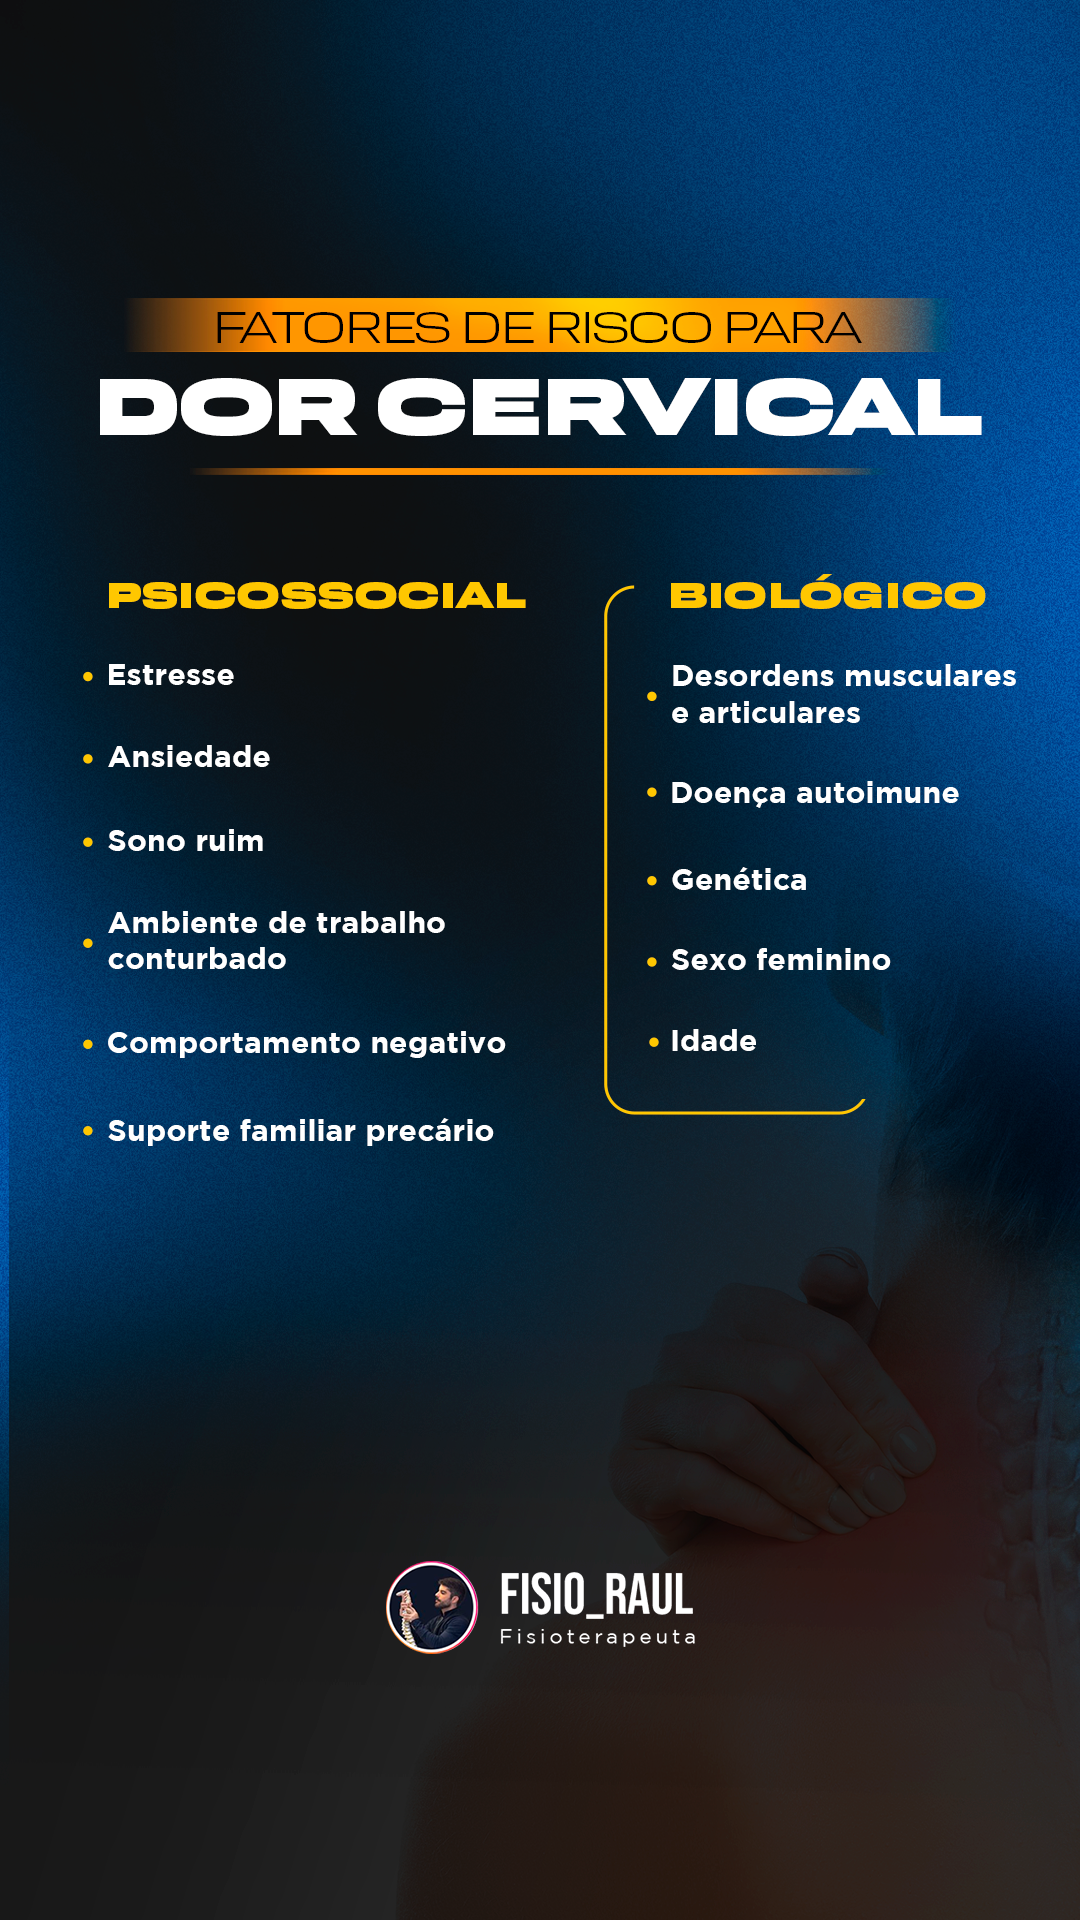 FATORES DE RISCO PARA
DOR CERVICAL
PSICOSSOCIAL
Estresse
Ansiedade
Sono ruim
Ambiente de trabalho
conturbado
Comportamento negativo
Suporte familiar precário
BIOLÓGICO
Desordens musculares
e articulares
Doença autoimune
Genética
Sexo feminino
Idade
FISIO_RAUL
Fisioterapeuta